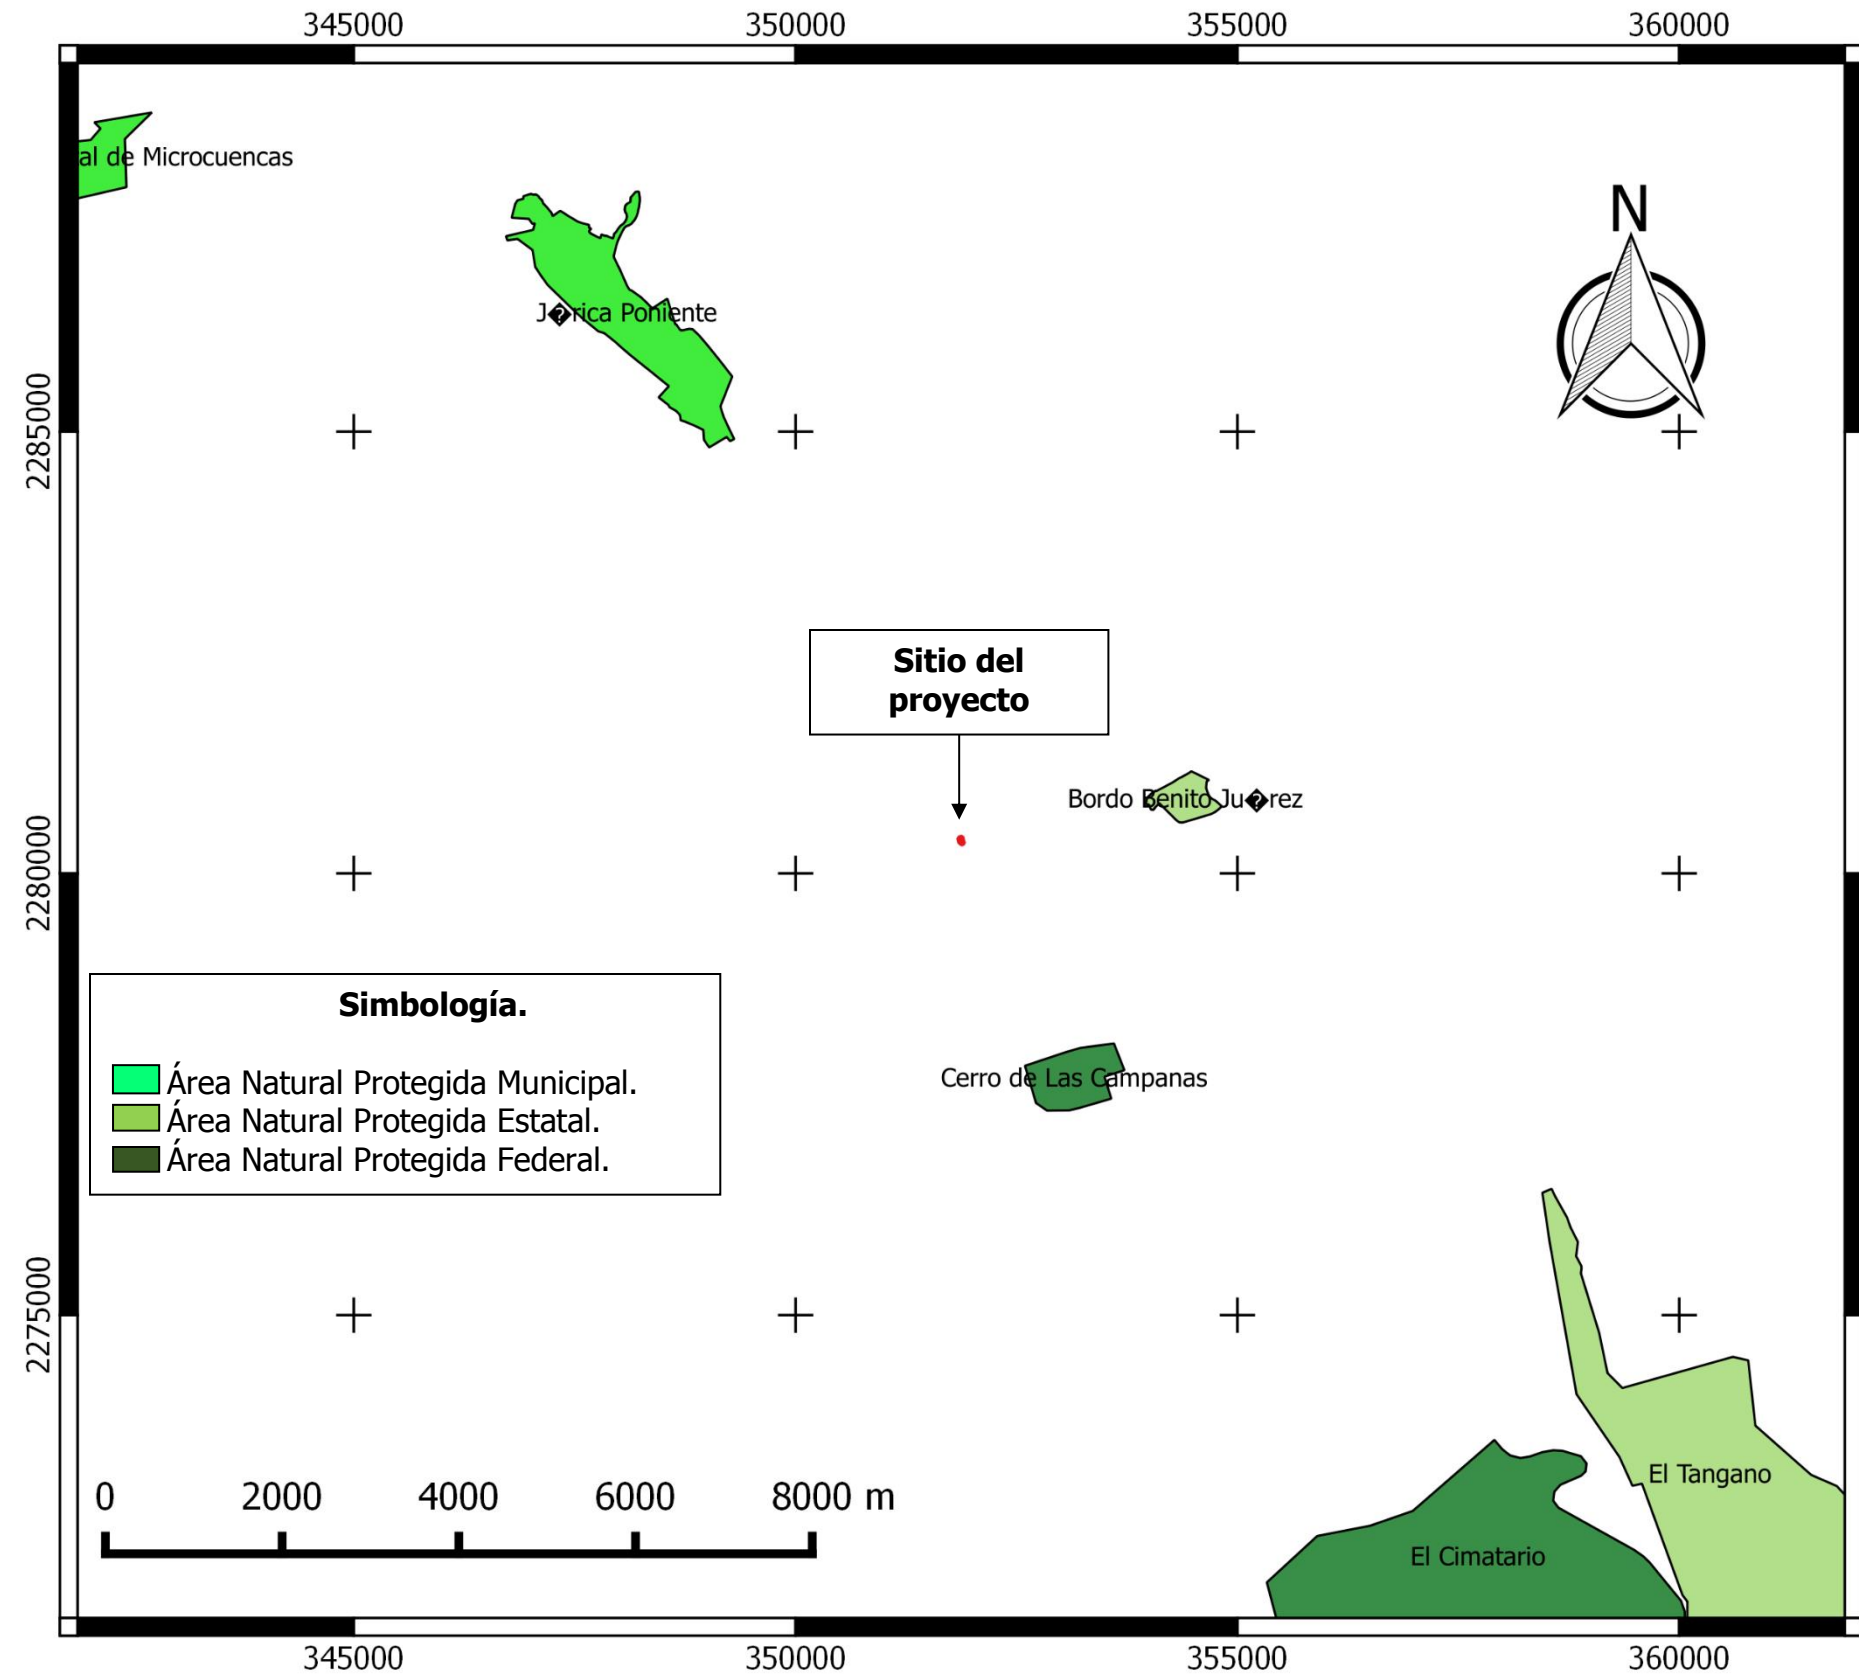 345000 350000 355000 360000
al de Microcuencas
N
J�rica Poniente
2285000
Sitio del
proyecto
Bordo Benito Ju�rez
2280000
Simbología.
Área Natural Protegida Municipal.
Área Natural Protegida Estatal.
Área Natural Protegida Federal.
Cerro de Las Campanas
2275000
El Tangano
0 2000 4000 6000 8000 m
El Cimatario
345000 350000 355000 360000